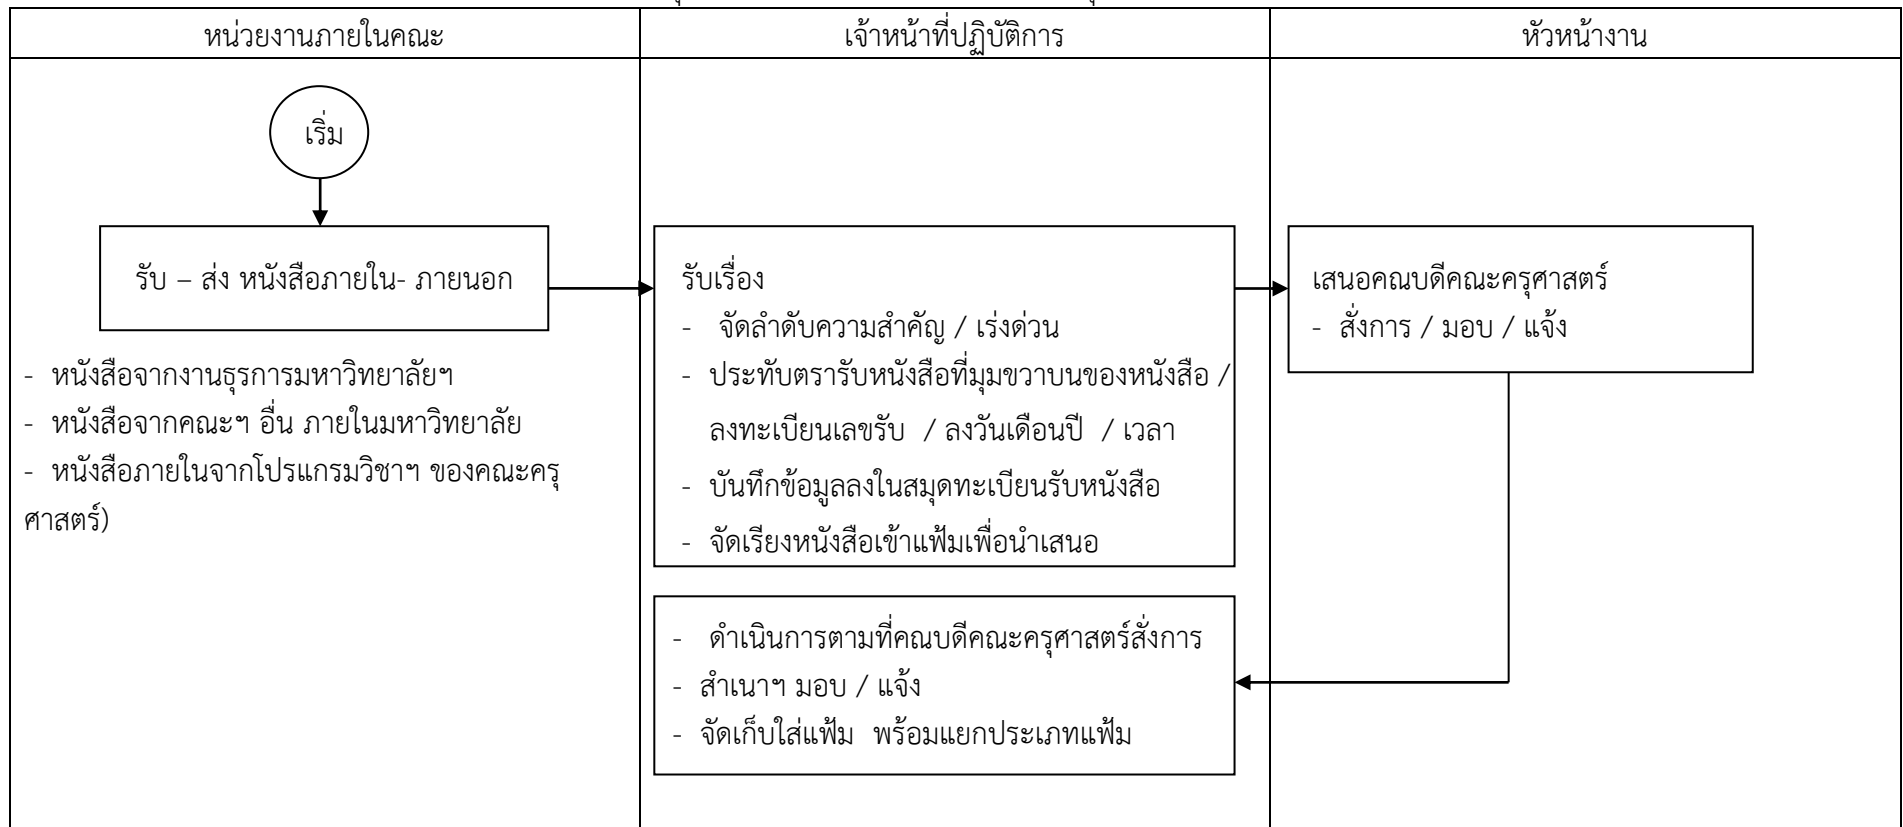 หน่วยงานภายในคณะ
เจ้าหน้าที่ปฏิบัติการ
หัวหน้างาน
เริ่ม
รับ – ส่ง หนังสือภายใน- ภายนอก
- หนังสือจากงานธุรการมหาวิทยาลัยฯ
- หนังสือจากคณะฯ อื่น ภายในมหาวิทยาลัย
- หนังสือภายในจากโปรแกรมวิชาฯ ของคณะครุ
ศาสตร์)
รับเรื่อง
- จัดลำดับความสำคัญ / เร่งด่วน
- ประทับตรารับหนังสือที่มุมขวาบนของหนังสือ /
ลงทะเบียนเลขรับ / ลงวันเดือนปี / เวลา
- บันทึกข้อมูลลงในสมุดทะเบียนรับหนังสือ
- จัดเรียงหนังสือเข้าแฟ้มเพื่อนำเสนอ
เสนอคณบดีคณะครุศาสตร์
- สั่งการ / มอบ / แจ้ง
- ดำเนินการตามที่คณบดีคณะครุศาสตร์สั่งการ
- สำเนาฯ มอบ / แจ้ง
- จัดเก็บใส่แฟ้ม พร้อมแยกประเภทแฟ้ม